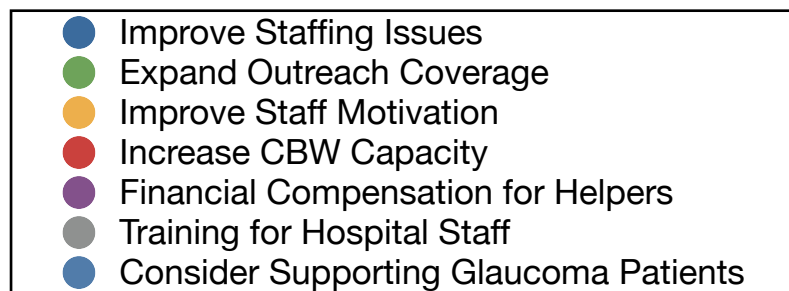 Improve Staffing Issues
Expand Outreach Coverage
Improve Staff Motivation
Increase CBW Capacity
Financial Compensation for Helpers
Training for Hospital Staff
Consider Supporting Glaucoma Patients